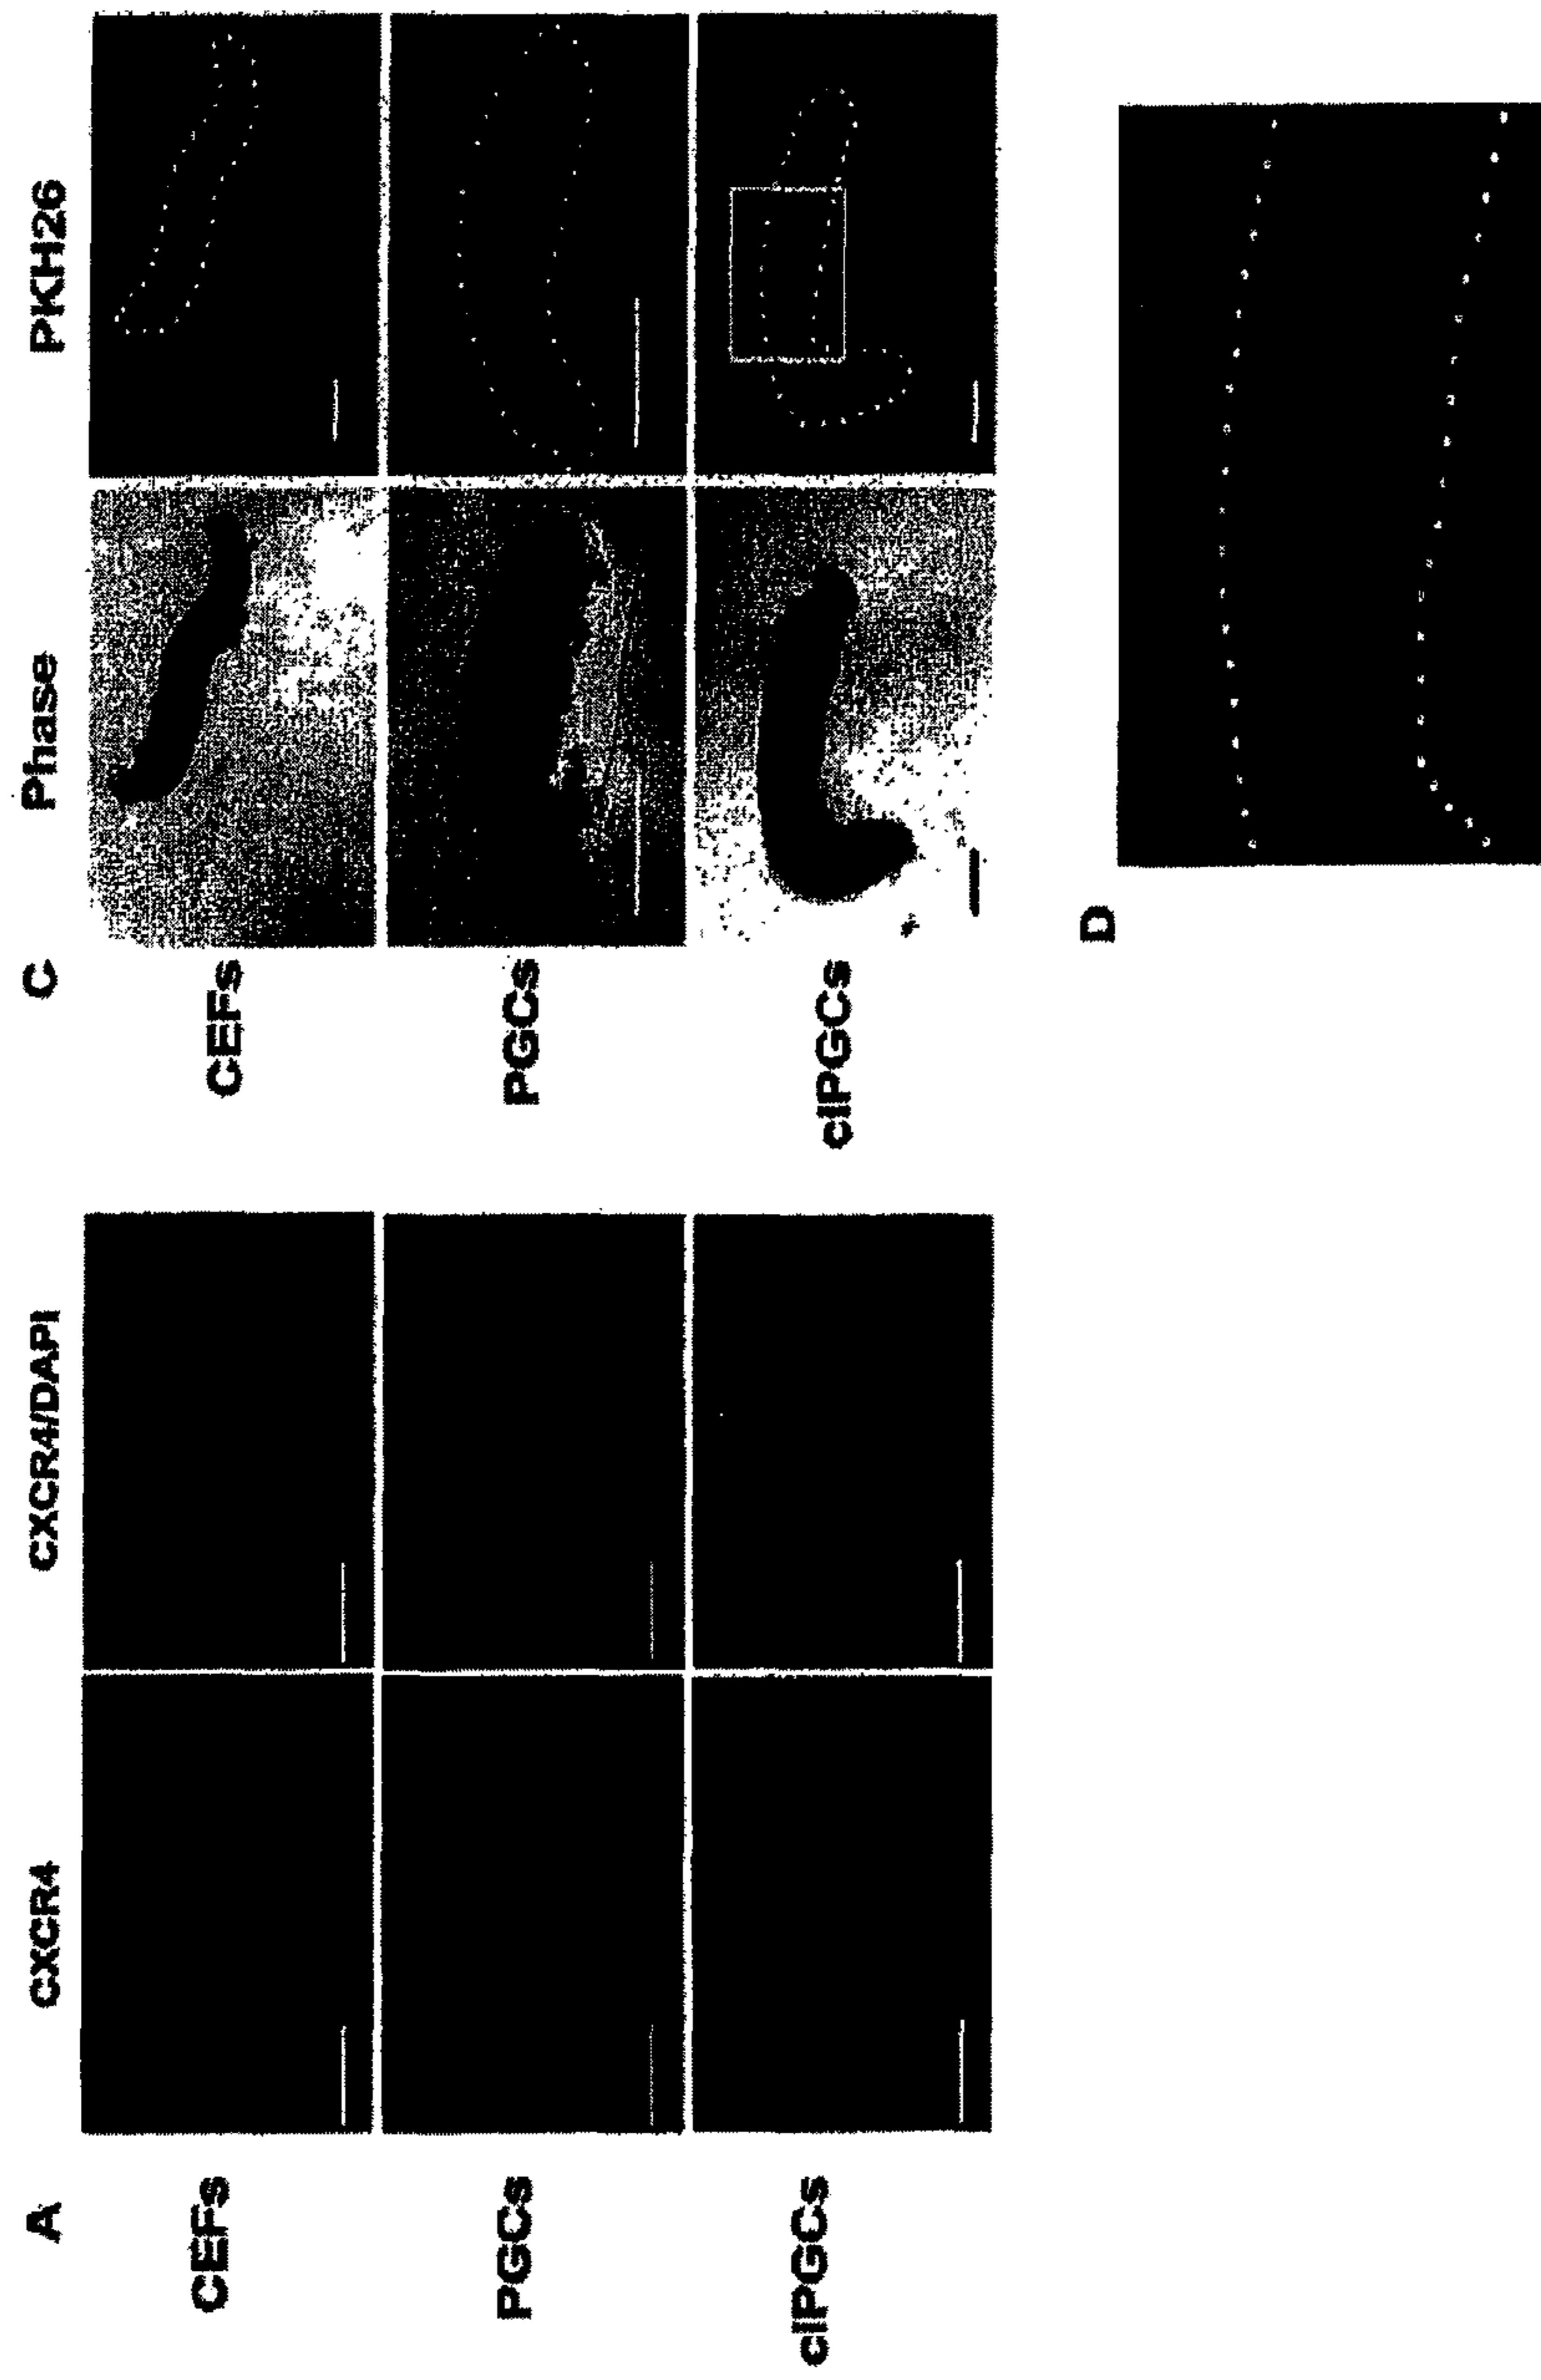 A
CXCR4
CXCR4/DAPI
CEFs
PGCs
ciPGCs
C
Phase
PKH26
CEFs
PGCs
ciPGCs
D